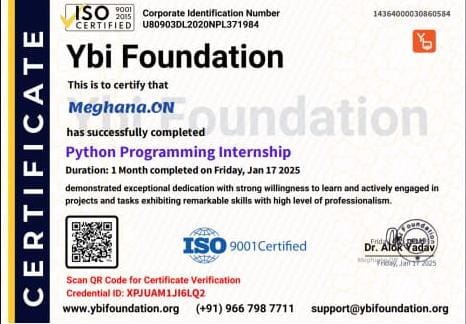 CERTIFICATE
ISO 9001 2015 CERTIFIED
Corporate Identification Number
U80903DL2020NPL371984
14364000030860584
Ybi Foundation
Ybi Foundation
This is to certify that
Meghana.ON
has successfully completed
Python Programming Internship
Duration: 1 Month completed on Friday, Jan 17 2025
demonstrated exceptional dedication with strong willingness to learn and actively engaged in
projects and tasks exhibiting remarkable skills with high level of professionalism.
ISO 9001Certified
Dr. Alok Yadav
Friday, Jan 17 2025
Scan QR Code for Certificate Verification
Credential ID: XPJUAM1JI6LQ2
www.ybifoundation.org (+91) 966 798 7711 support@ybifoundation.org